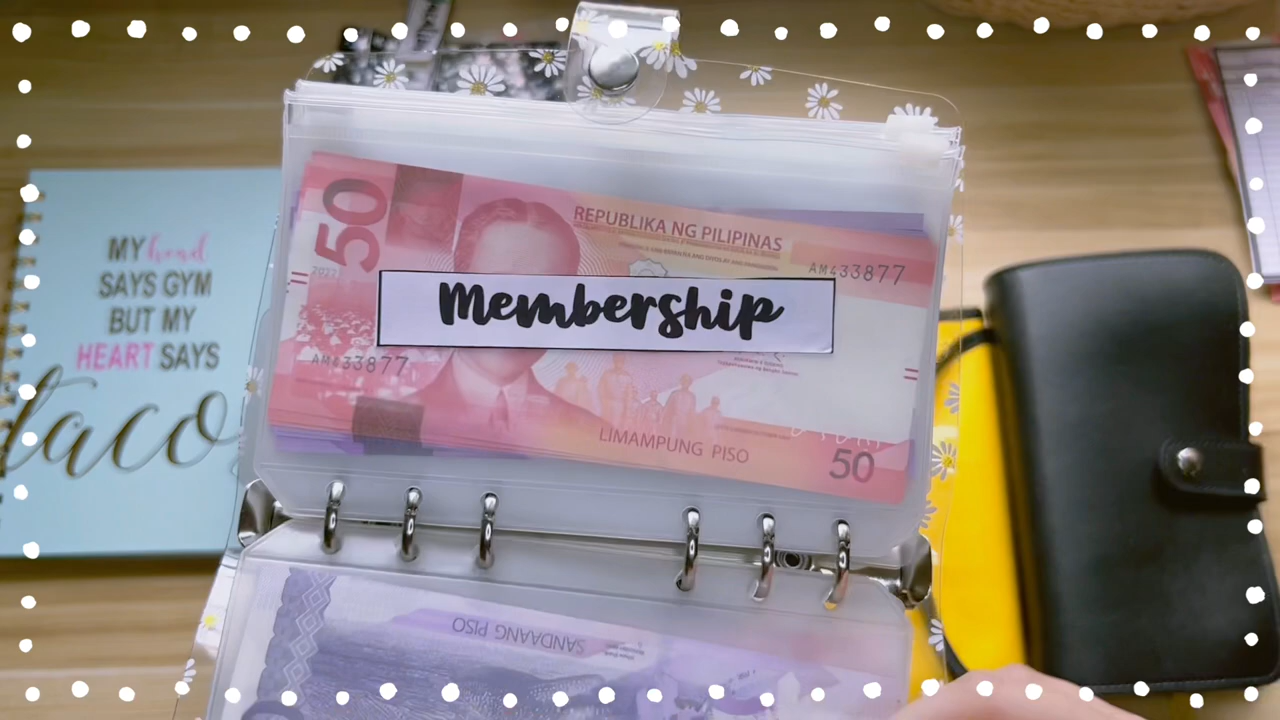 MY head
SAYS GYM
BUT MY
HEART SAYS
taco
50
2022
REPUBLIKA NG PILIPINAS
AM433877
Membership
AM433877
LIMAMPUNG PISO
50
SANDAANG PISO